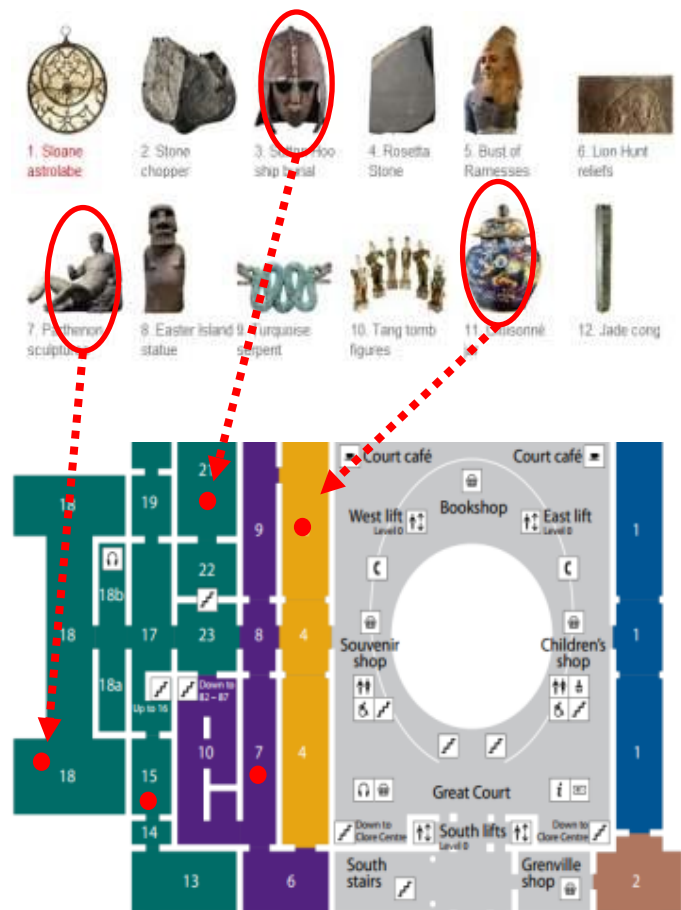 1. Sloane
astrolabe
2. Stone
chopper
3. Sutton Hoo
ship burial
4. Rosetta
Stone
5. Bust of
Ramesses
6. Lion Hunt
reliefs
7. Parthenon
sculptures
8. Easter Island
statue
9. Turquoise
serpent
10. Tang tomb
figures
11. Cloisonné
jar
12. Jade cong
21
Court café
Court café
18
19
9
Bookshop
West lift
Level 0
East lift
Level 0
1
22
18b
18
17
23
8
4
1
Souvenir
shop
Children's
shop
18a
Down to
82 – 87
Up to 16
10
7
4
1
18
15
Great Court
14
Down to
Clore Centre
South lifts
Level 0
Down to
Clore Centre
13
6
South
stairs
Grenville
shop
2